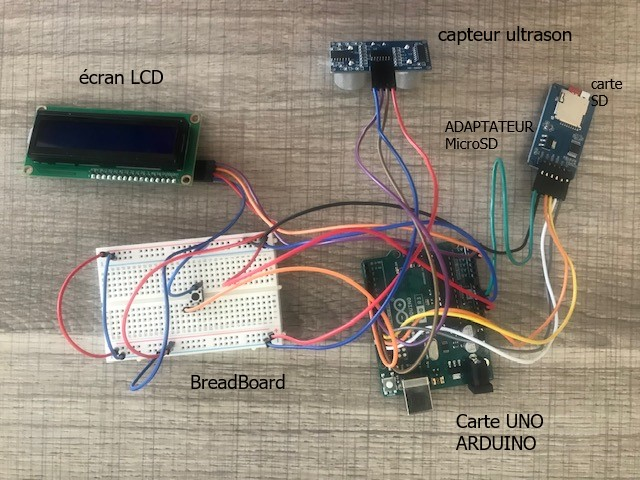 capteur ultrason
écran LCD
carte
SD
ADAPTATEUR
MicroSD
BreadBoard
Carte UNO
ARDUINO